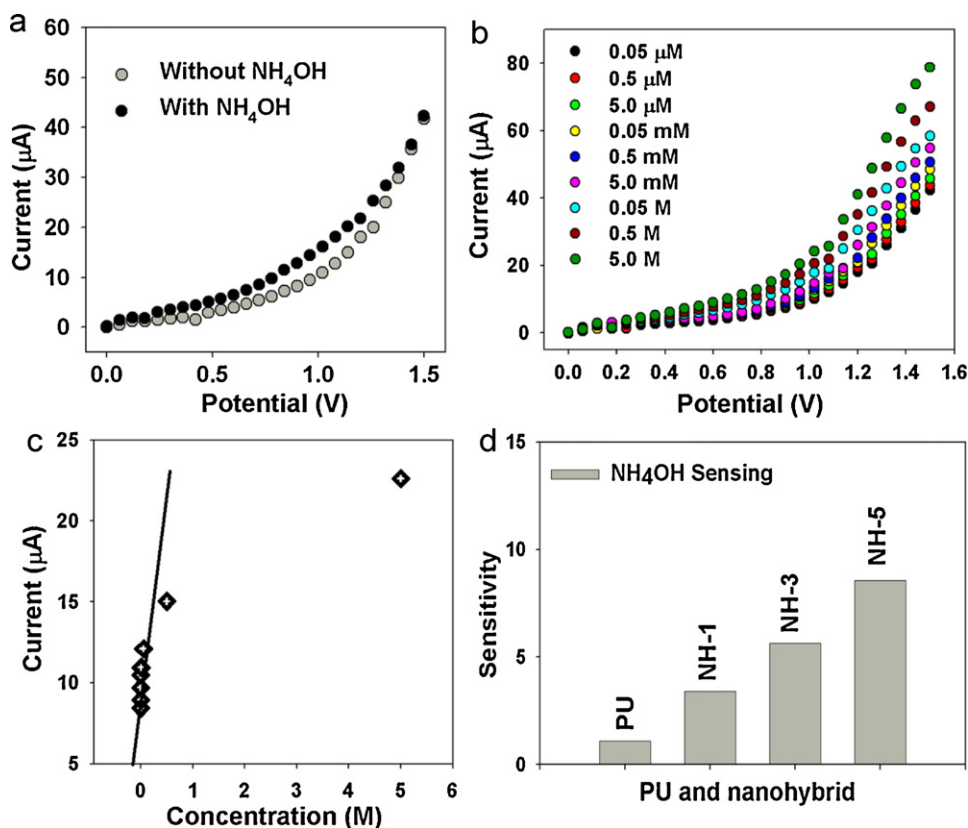 a
60
50
40
30
20
10
0
Current (μA)
Without NH₄OH
With NH₄OH
0.0 0.5 1.0 1.5
Potential (V)
b
80
60
40
20
0
Current (μA)
0.05 μM
0.5 μM
5.0 μM
0.05 mM
0.5 mM
5.0 mM
0.05 M
0.5 M
5.0 M
0.0 0.2 0.4 0.6 0.8 1.0 1.2 1.4 1.6
Potential (V)
c
25
20
15
10
5
Current (μA)
0 1 2 3 4 5 6
Concentration (M)
d
15
10
5
0
Sensitivity
NH4OH Sensing
PU
NH-1
NH-3
NH-5
PU and nanohybrid